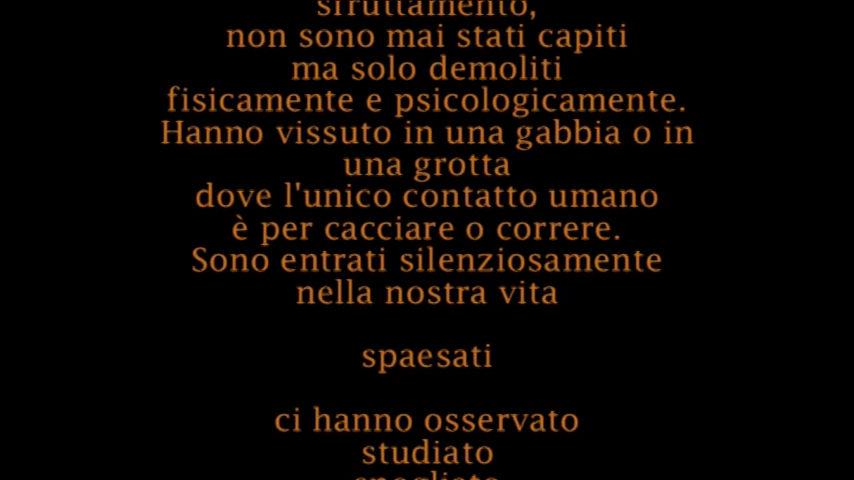 sfruttamento,
non sono mai stati capiti
ma solo demoliti
fisicamente e psicologicamente.
Hanno vissuto in una gabbia o in
una grotta
dove l'unico contatto umano
è per cacciare o correre.
Sono entrati silenziosamente
nella nostra vita
spaesati
ci hanno osservato
studiato